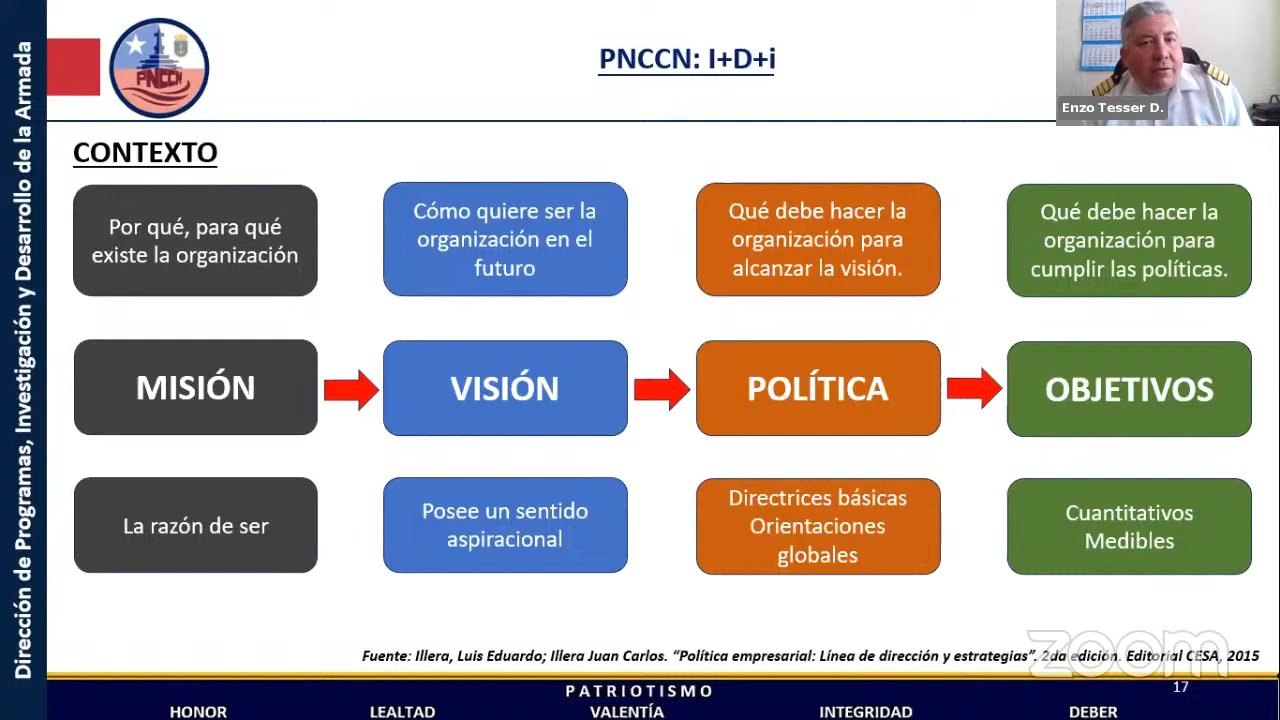 Dirección de Programas, Investigación y Desarrollo de la Armada
PNCCN
PNCCN: I+D+i
Enzo Tesser D.
CONTEXTO
Por qué, para qué
existe la organización
Cómo quiere ser la
organización en el
futuro
Qué debe hacer la
organización para
alcanzar la visión.
Qué debe hacer la
organización para
cumplir las políticas.
MISIÓN
VISIÓN
POLÍTICA
OBJETIVOS
La razón de ser
Posee un sentido
aspiracional
Directrices básicas
Orientaciones
globales
Cuantitativos
Medibles
Fuente: Illera, Luis Eduardo; Illera Juan Carlos. “Política empresarial: Línea de dirección y estrategias”. 2da edición. Editorial CESA, 2015
zoom
PATRIOTISMO
17
HONOR LEALTAD VALENTÍA INTEGRIDAD DEBER